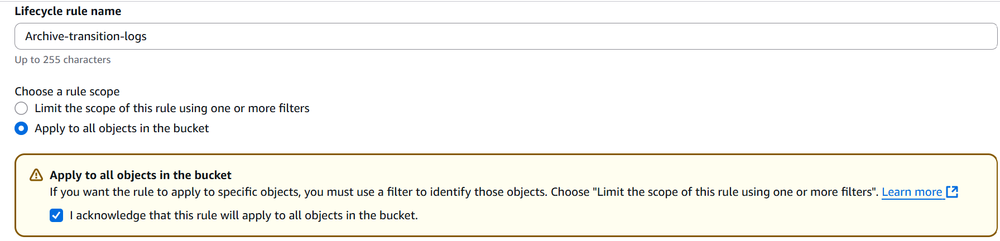 Lifecycle rule name
Archive-transition-logs
Up to 255 characters
Choose a rule scope
Limit the scope of this rule using one or more filters
Apply to all objects in the bucket
Apply to all objects in the bucket
If you want the rule to apply to specific objects, you must use a filter to identify those objects. Choose "Limit the scope of this rule using one or more filters". Learn more
I acknowledge that this rule will apply to all objects in the bucket.